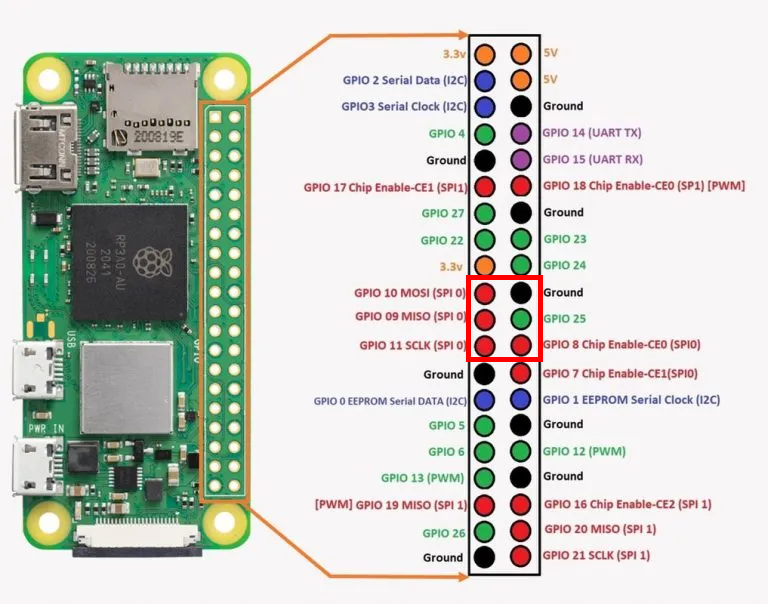 3.3v 5V
GPIO 2 Serial Data (I2C) 5V
GPIO3 Serial Clock (I2C) Ground
GPIO 4 GPIO 14 (UART TX)
Ground GPIO 15 (UART RX)
GPIO 17 Chip Enable-CE1 (SPI1) GPIO 18 Chip Enable-CE0 (SP1) [PWM]
GPIO 27 Ground
GPIO 22 GPIO 23
3.3v GPIO 24
GPIO 10 MOSI (SPI 0) Ground
GPIO 09 MISO (SPI 0) GPIO 25
GPIO 11 SCLK (SPI 0) GPIO 8 Chip Enable-CE0 (SPI0)
Ground GPIO 7 Chip Enable-CE1(SPI0)
GPIO 0 EEPROM Serial DATA (I2C) GPIO 1 EEPROM Serial Clock (I2C)
GPIO 5 Ground
GPIO 6 GPIO 12 (PWM)
GPIO 13 (PWM) Ground
[PWM] GPIO 19 MISO (SPI 1) GPIO 16 Chip Enable-CE2 (SPI 1)
GPIO 26 GPIO 20 MISO (SPI 1)
Ground GPIO 21 SCLK (SPI 1)
200819E
RP3A0-AU
2041
200826
USB
PWR IN